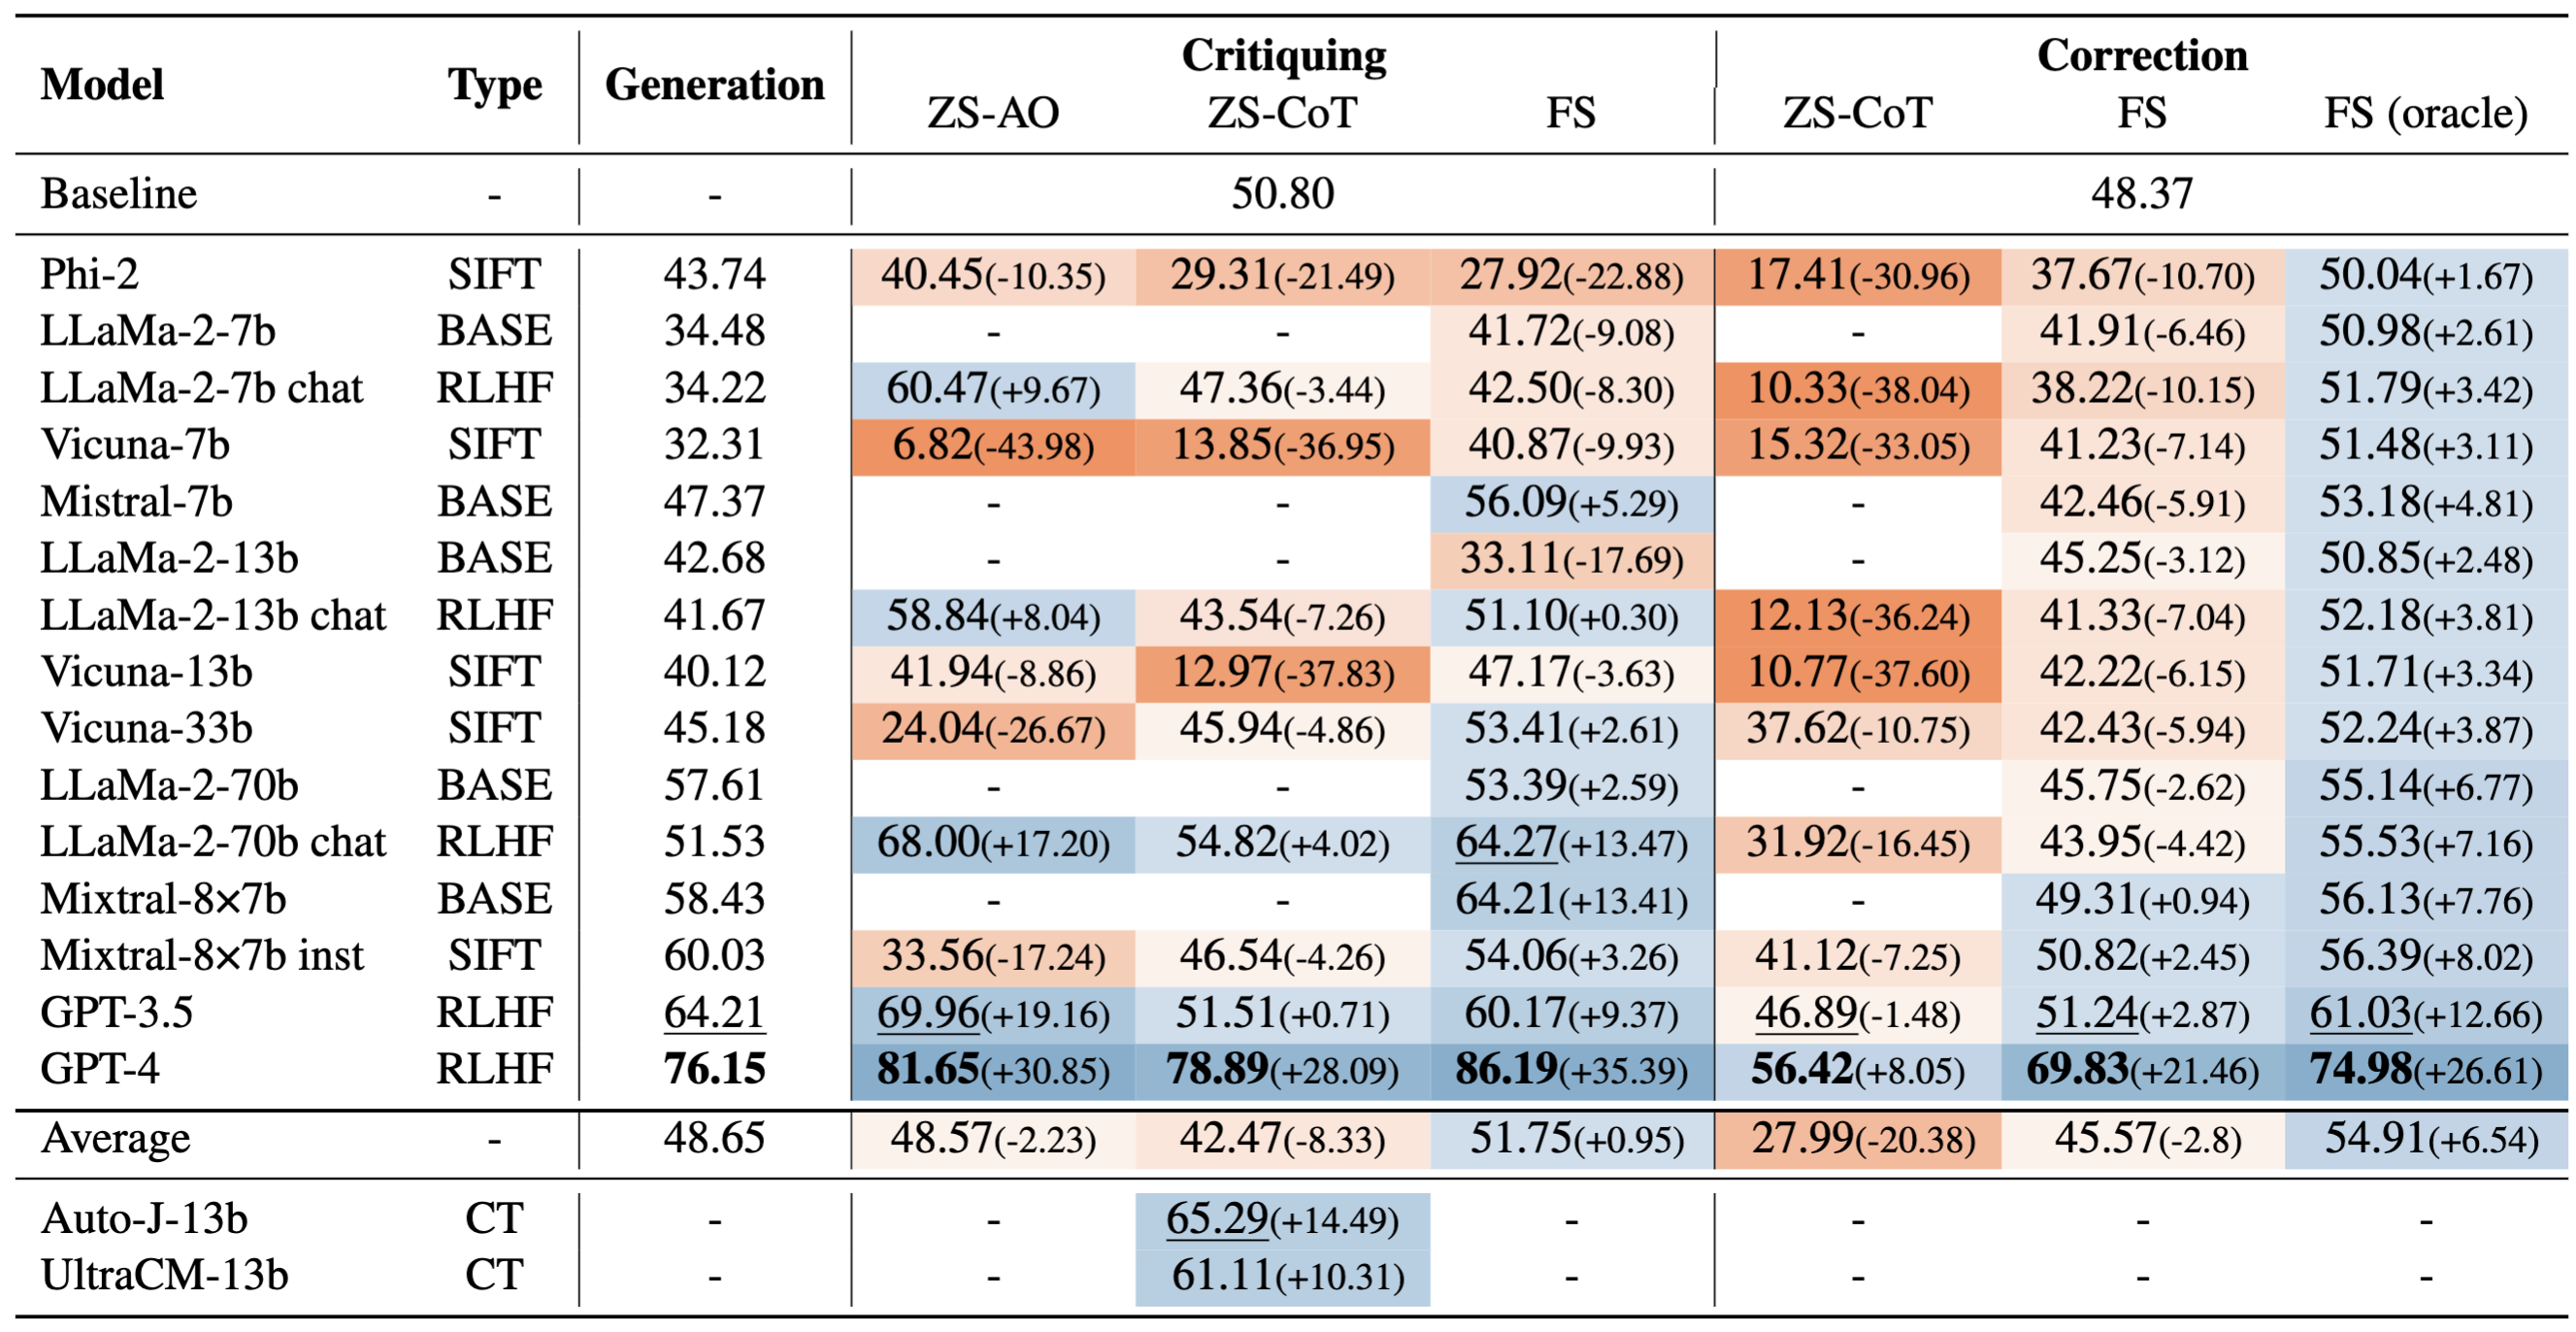 Model Type Generation Critiquing Correction
ZS-AO ZS-CoT FS ZS-CoT FS FS (oracle)
Baseline - - 50.80 48.37
Phi-2 SIFT 43.74 40.45(-10.35) 29.31(-21.49) 27.92(-22.88) 17.41(-30.96) 37.67(-10.70) 50.04(+1.67)
LLaMa-2-7b BASE 34.48 - - 41.72(-9.08) - 41.91(-6.46) 50.98(+2.61)
LLaMa-2-7b chat RLHF 34.22 60.47(+9.67) 47.36(-3.44) 42.50(-8.30) 10.33(-38.04) 38.22(-10.15) 51.79(+3.42)
Vicuna-7b SIFT 32.31 6.82(-43.98) 13.85(-36.95) 40.87(-9.93) 15.32(-33.05) 41.23(-7.14) 51.48(+3.11)
Mistral-7b BASE 47.37 - - 56.09(+5.29) - 42.46(-5.91) 53.18(+4.81)
LLaMa-2-13b BASE 42.68 - - 33.11(-17.69) - 45.25(-3.12) 50.85(+2.48)
LLaMa-2-13b chat RLHF 41.67 58.84(+8.04) 43.54(-7.26) 51.10(+0.30) 12.13(-36.24) 41.33(-7.04) 52.18(+3.81)
Vicuna-13b SIFT 40.12 41.94(-8.86) 12.97(-37.83) 47.17(-3.63) 10.77(-37.60) 42.22(-6.15) 51.71(+3.34)
Vicuna-33b SIFT 45.18 24.04(-26.67) 45.94(-4.86) 53.41(+2.61) 37.62(-10.75) 42.43(-5.94) 52.24(+3.87)
LLaMa-2-70b BASE 57.61 - - 53.39(+2.59) - 45.75(-2.62) 55.14(+6.77)
LLaMa-2-70b chat RLHF 51.53 68.00(+17.20) 54.82(+4.02) 64.27(+13.47) 31.92(-16.45) 43.95(-4.42) 55.53(+7.16)
Mixtral-8×7b BASE 58.43 - - 64.21(+13.41) - 49.31(+0.94) 56.13(+7.76)
Mixtral-8×7b inst SIFT 60.03 33.56(-17.24) 46.54(-4.26) 54.06(+3.26) 41.12(-7.25) 50.82(+2.45) 56.39(+8.02)
GPT-3.5 RLHF 64.21 69.96(+19.16) 51.51(+0.71) 60.17(+9.37) 46.89(-1.48) 51.24(+2.87) 61.03(+12.66)
GPT-4 RLHF 76.15 81.65(+30.85) 78.89(+28.09) 86.19(+35.39) 56.42(+8.05) 69.83(+21.46) 74.98(+26.61)
Average - 48.65 48.57(-2.23) 42.47(-8.33) 51.75(+0.95) 27.99(-20.38) 45.57(-2.8) 54.91(+6.54)
Auto-J-13b CT - - 65.29(+14.49) - - - -
UltraCM-13b CT - - 61.11(+10.31) - - - -